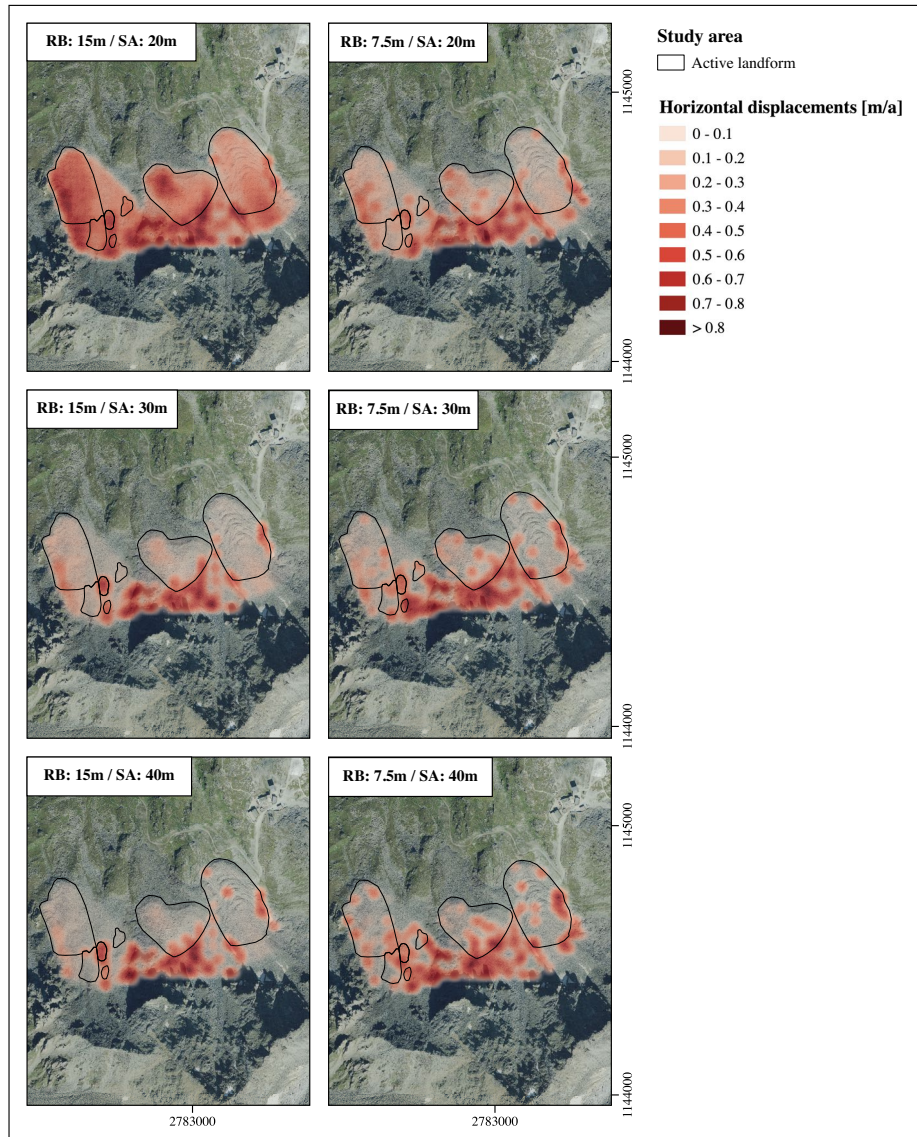 RB: 15m / SA: 20m
RB: 7.5m / SA: 20m
Study area
Active landform
Horizontal displacements [m/a]
0 - 0.1
0.1 - 0.2
0.2 - 0.3
0.3 - 0.4
0.4 - 0.5
0.5 - 0.6
0.6 - 0.7
0.7 - 0.8
> 0.8
1145000
1144000
RB: 15m / SA: 30m
RB: 7.5m / SA: 30m
1145000
1144000
RB: 15m / SA: 40m
RB: 7.5m / SA: 40m
1145000
1144000
2783000
2783000